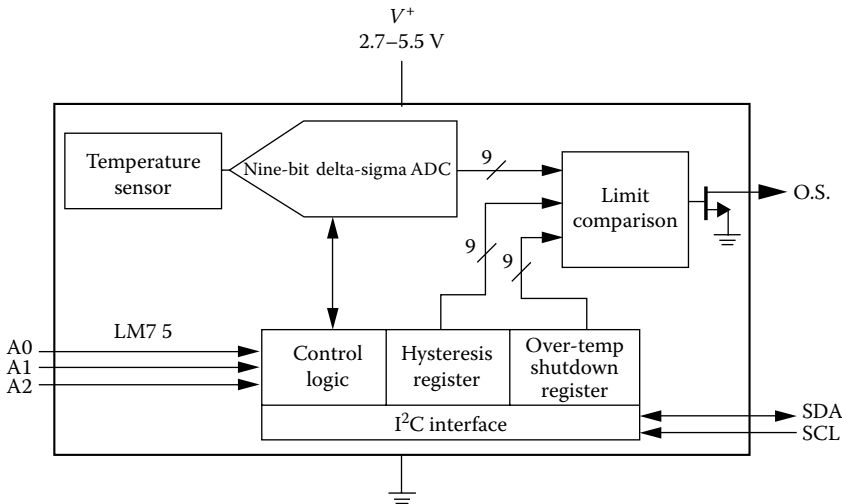 V+
2.7–5.5 V
Temperature
sensor
Nine-bit delta-sigma ADC
9
Limit
comparison
O.S.
9
9
LM7 5
A0
A1
A2
Control
logic
Hysteresis
register
Over-temp
shutdown
register
I²C interface
SDA
SCL